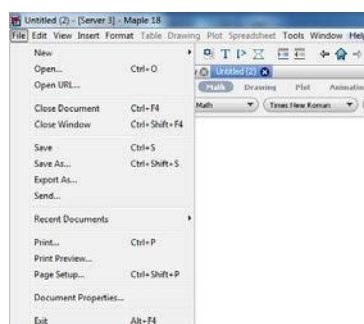 Untitled (2) - [Server 3] - Maple 18
File Edit View Insert Format Table Drawing Plot Spreadsheet Tools Window Help
New
Open... Ctrl+O
Open URL...
Close Document Ctrl+F4
Close Window Ctrl+Shift+F4
Save Ctrl+S
Save As... Ctrl+Shift+S
Export As...
Send...
Recent Documents
Print... Ctrl+P
Print Preview...
Page Setup... Ctrl+Shift+P
Document Properties...
Exit Alt+F4
T
Untitled (2)
Math Drawing Plot Animation
Math Times New Roman